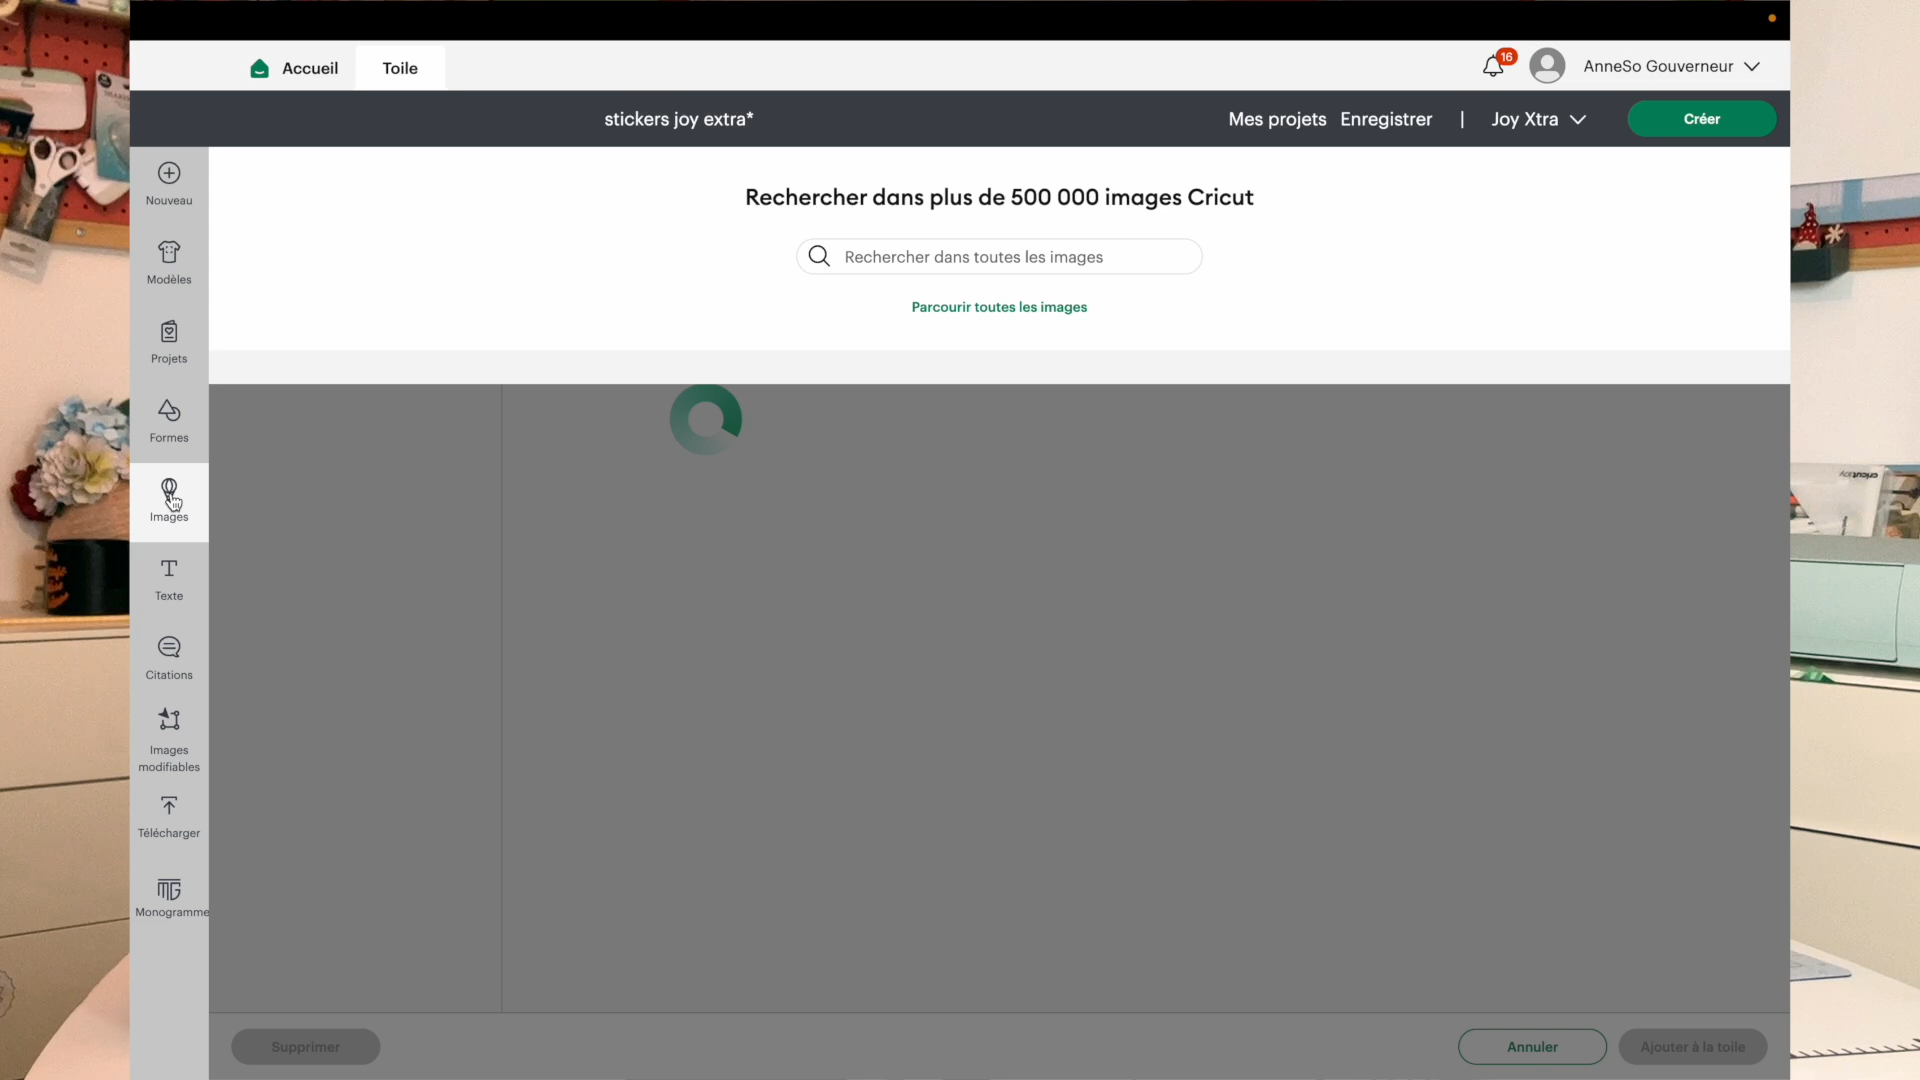 Accueil
Toile
16
AnneSo Gouverneur
stickers joy extra*
Mes projets
Enregistrer
|
Joy Xtra
Créer
Nouveau
Modèles
Projets
Formes
Images
Texte
Citations
Images
modifiables
Télécharger
Monogramme
Rechercher dans plus de 500 000 images Cricut
Rechercher dans toutes les images
Parcourir toutes les images
Supprimer
Annuler
Ajouter à la toile